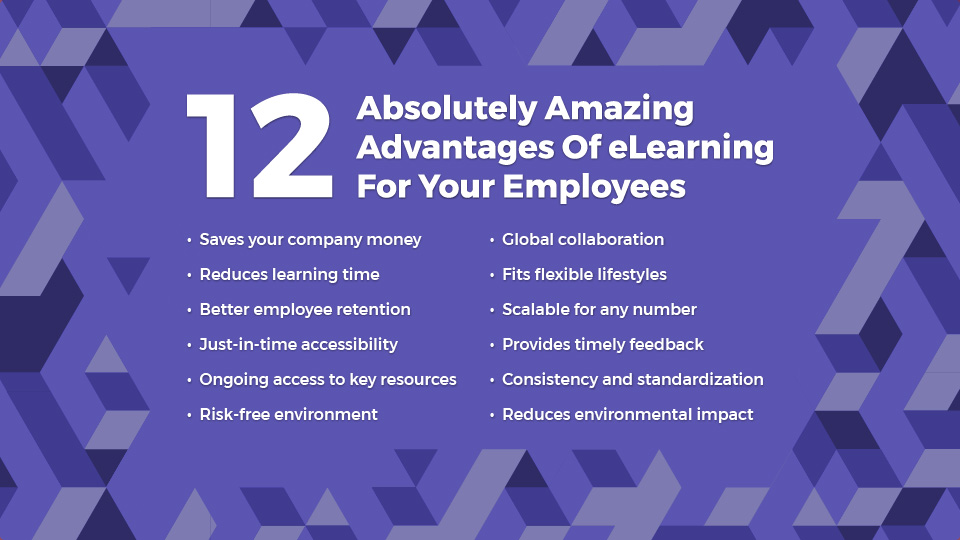 12
Absolutely Amazing
Advantages Of eLearning
For Your Employees
• Saves your company money
• Reduces learning time
• Better employee retention
• Just-in-time accessibility
• Ongoing access to key resources
• Risk-free environment
• Global collaboration
• Fits flexible lifestyles
• Scalable for any number
• Provides timely feedback
• Consistency and standardization
• Reduces environmental impact